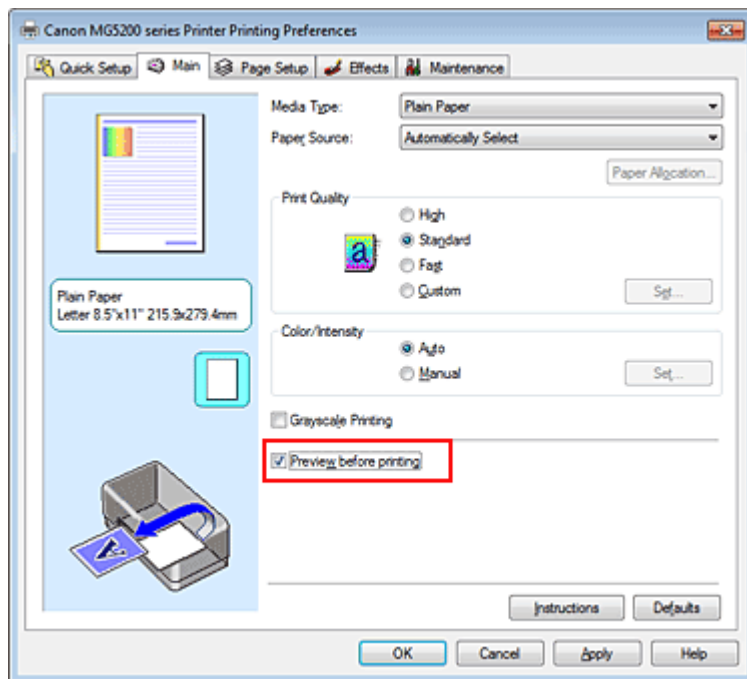 Canon MG5200 series Printer Printing Preferences
Quick Setup Main Page Setup Effects Maintenance
Media Type: Plain Paper
Paper Source: Automatically Select
Paper Allocation...
Print Quality
High
a Standard
Fast
Custom Set...
Plain Paper
Letter 8.5"x11" 215.9x279.4mm
Color/Intensity
Auto
Manual Set...
Grayscale Printing
Preview before printing
Instructions Defaults
OK Cancel Apply Help